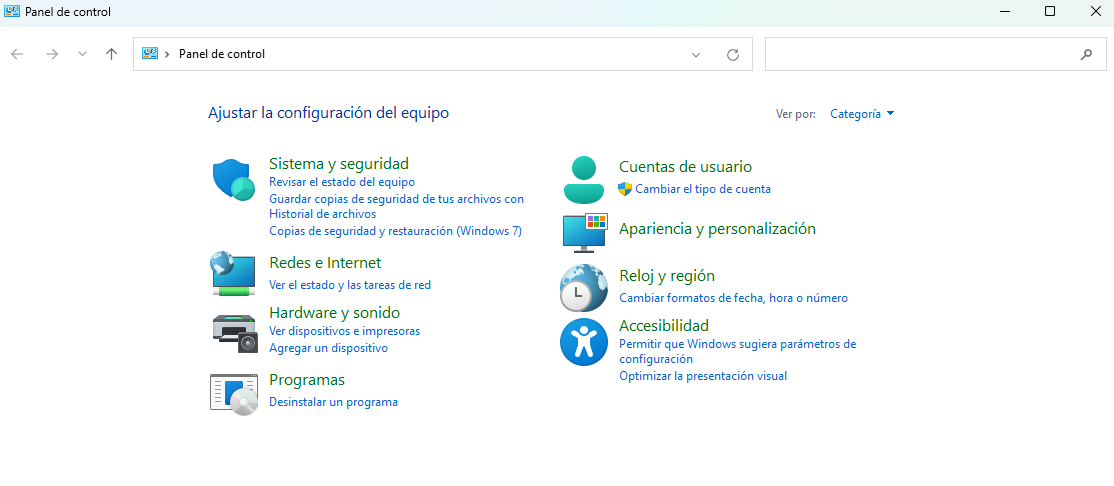 Panel de control
Panel de control
Ajustar la configuración del equipo
Ver por: Categoría
Sistema y seguridad
Revisar el estado del equipo
Guardar copias de seguridad de tus archivos con
Historial de archivos
Copias de seguridad y restauración (Windows 7)
Redes e Internet
Ver el estado y las tareas de red
Hardware y sonido
Ver dispositivos e impresoras
Agregar un dispositivo
Programas
Desinstalar un programa
Cuentas de usuario
Cambiar el tipo de cuenta
Apariencia y personalización
Reloj y región
Cambiar formatos de fecha, hora o número
Accesibilidad
Permitir que Windows sugiera parámetros de
configuración
Optimizar la presentación visual